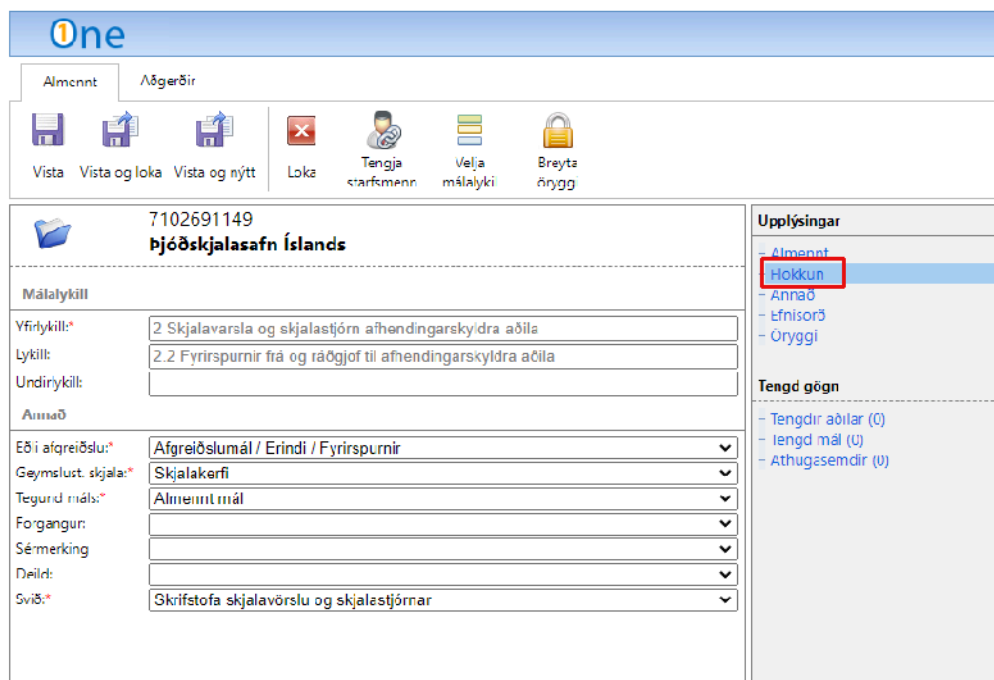 One
Almennt Aðgerðir
Vista Vista og loka Vista og nýtt Loka Tengja starfsmenn Velja málalykil Breyta öryggi
7102691149
Þjóðskjalasafn Íslands
Málalykill
Yfirlykill:* 2 Skjalavarsla og skjalastjórn afhendingarskyldra aðila
Lykill: 2.2 Fyrirspurnir frá og ráðgjöf til afhendingarskyldra aðila
Undirlykill:
Annað
Eðli afgreiðslu:* Afgreiðslumál / Erindi / Fyrirspurnir
Geymslust. skjala:* Skjalakerfi
Tegund máls:* Almennt mál
Forgangur:
Sérmerking
Deild:
Svið:* Skrifstofa skjalavörslu og skjalastjórnar
Upplýsingar
– Almennt
– Flokkun
– Annað
– Efnisorð
– Öryggi
Tengd gögn
– Tengdir aðilar (0)
– Tengd mál (0)
– Athugasemdir (0)